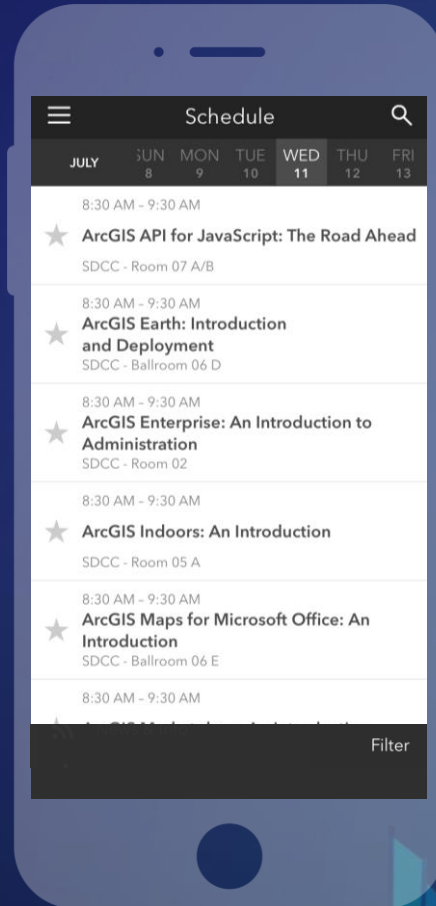 Schedule
JULY
SUN MON TUE WED THU FRI
8 9 10 11 12 13
8:30 AM – 9:30 AM
ArcGIS API for JavaScript: The Road Ahead
SDCC - Room 07 A/B
8:30 AM – 9:30 AM
ArcGIS Earth: Introduction
and Deployment
SDCC - Ballroom 06 D
8:30 AM – 9:30 AM
ArcGIS Enterprise: An Introduction to
Administration
SDCC - Room 02
8:30 AM – 9:30 AM
ArcGIS Indoors: An Introduction
SDCC - Room 05 A
8:30 AM – 9:30 AM
ArcGIS Maps for Microsoft Office: An
Introduction
SDCC - Ballroom 06 E
8:30 AM – 9:30 AM
Filter